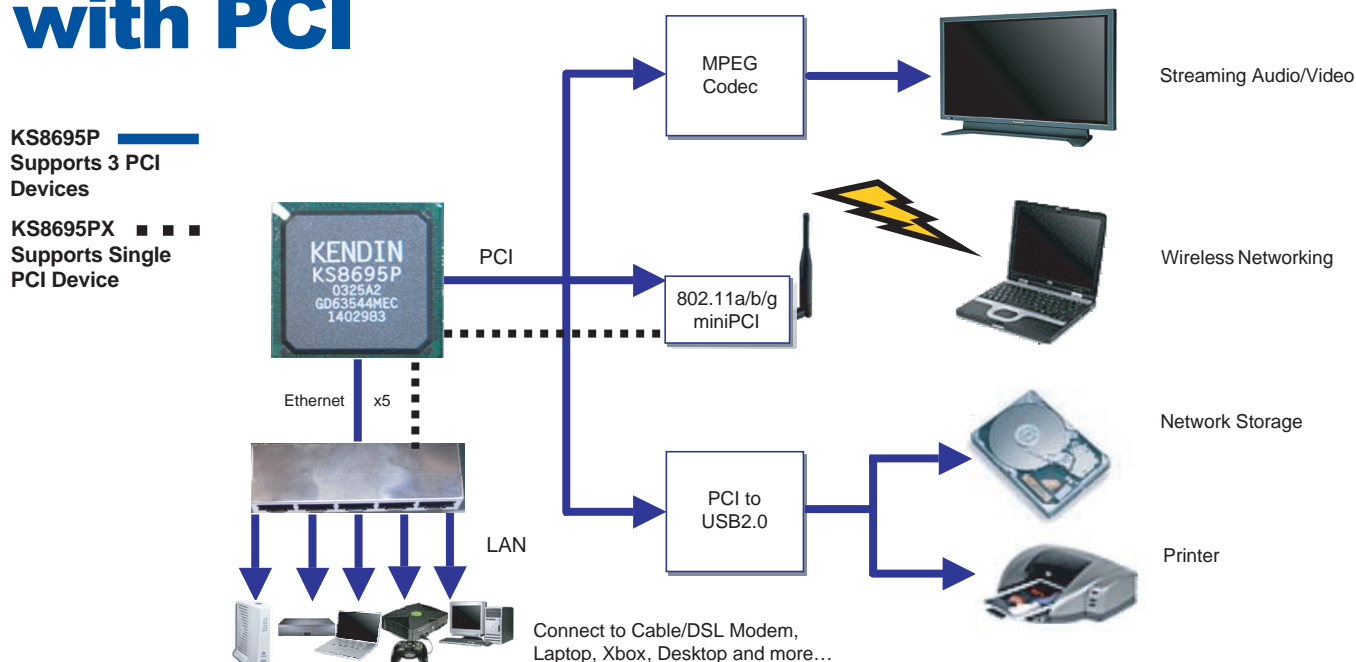 with PCI
KS8695P
Supports 3 PCI
Devices
KS8695PX
Supports Single
PCI Device
KENDIN
KS8695P
0325A2
GD63544MEC
1402983
PCI
Ethernet
x5
LAN
MPEG
Codec
Streaming Audio/Video
802.11a/b/g
miniPCI
Wireless Networking
PCI to
USB2.0
Network Storage
Printer
Connect to Cable/DSL Modem,
Laptop, Xbox, Desktop and more…